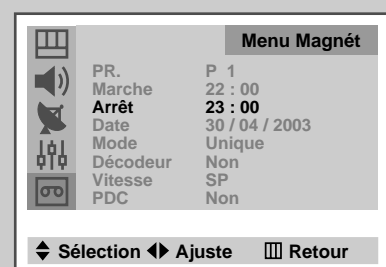 Menu Magnét
PR. P 1
Marche 22 : 00
Arrêt 23 : 00
Date 30 / 04 / 2003
Mode Unique
Décodeur Non
Vitesse SP
PDC Non
Sélection Ajuste Retour